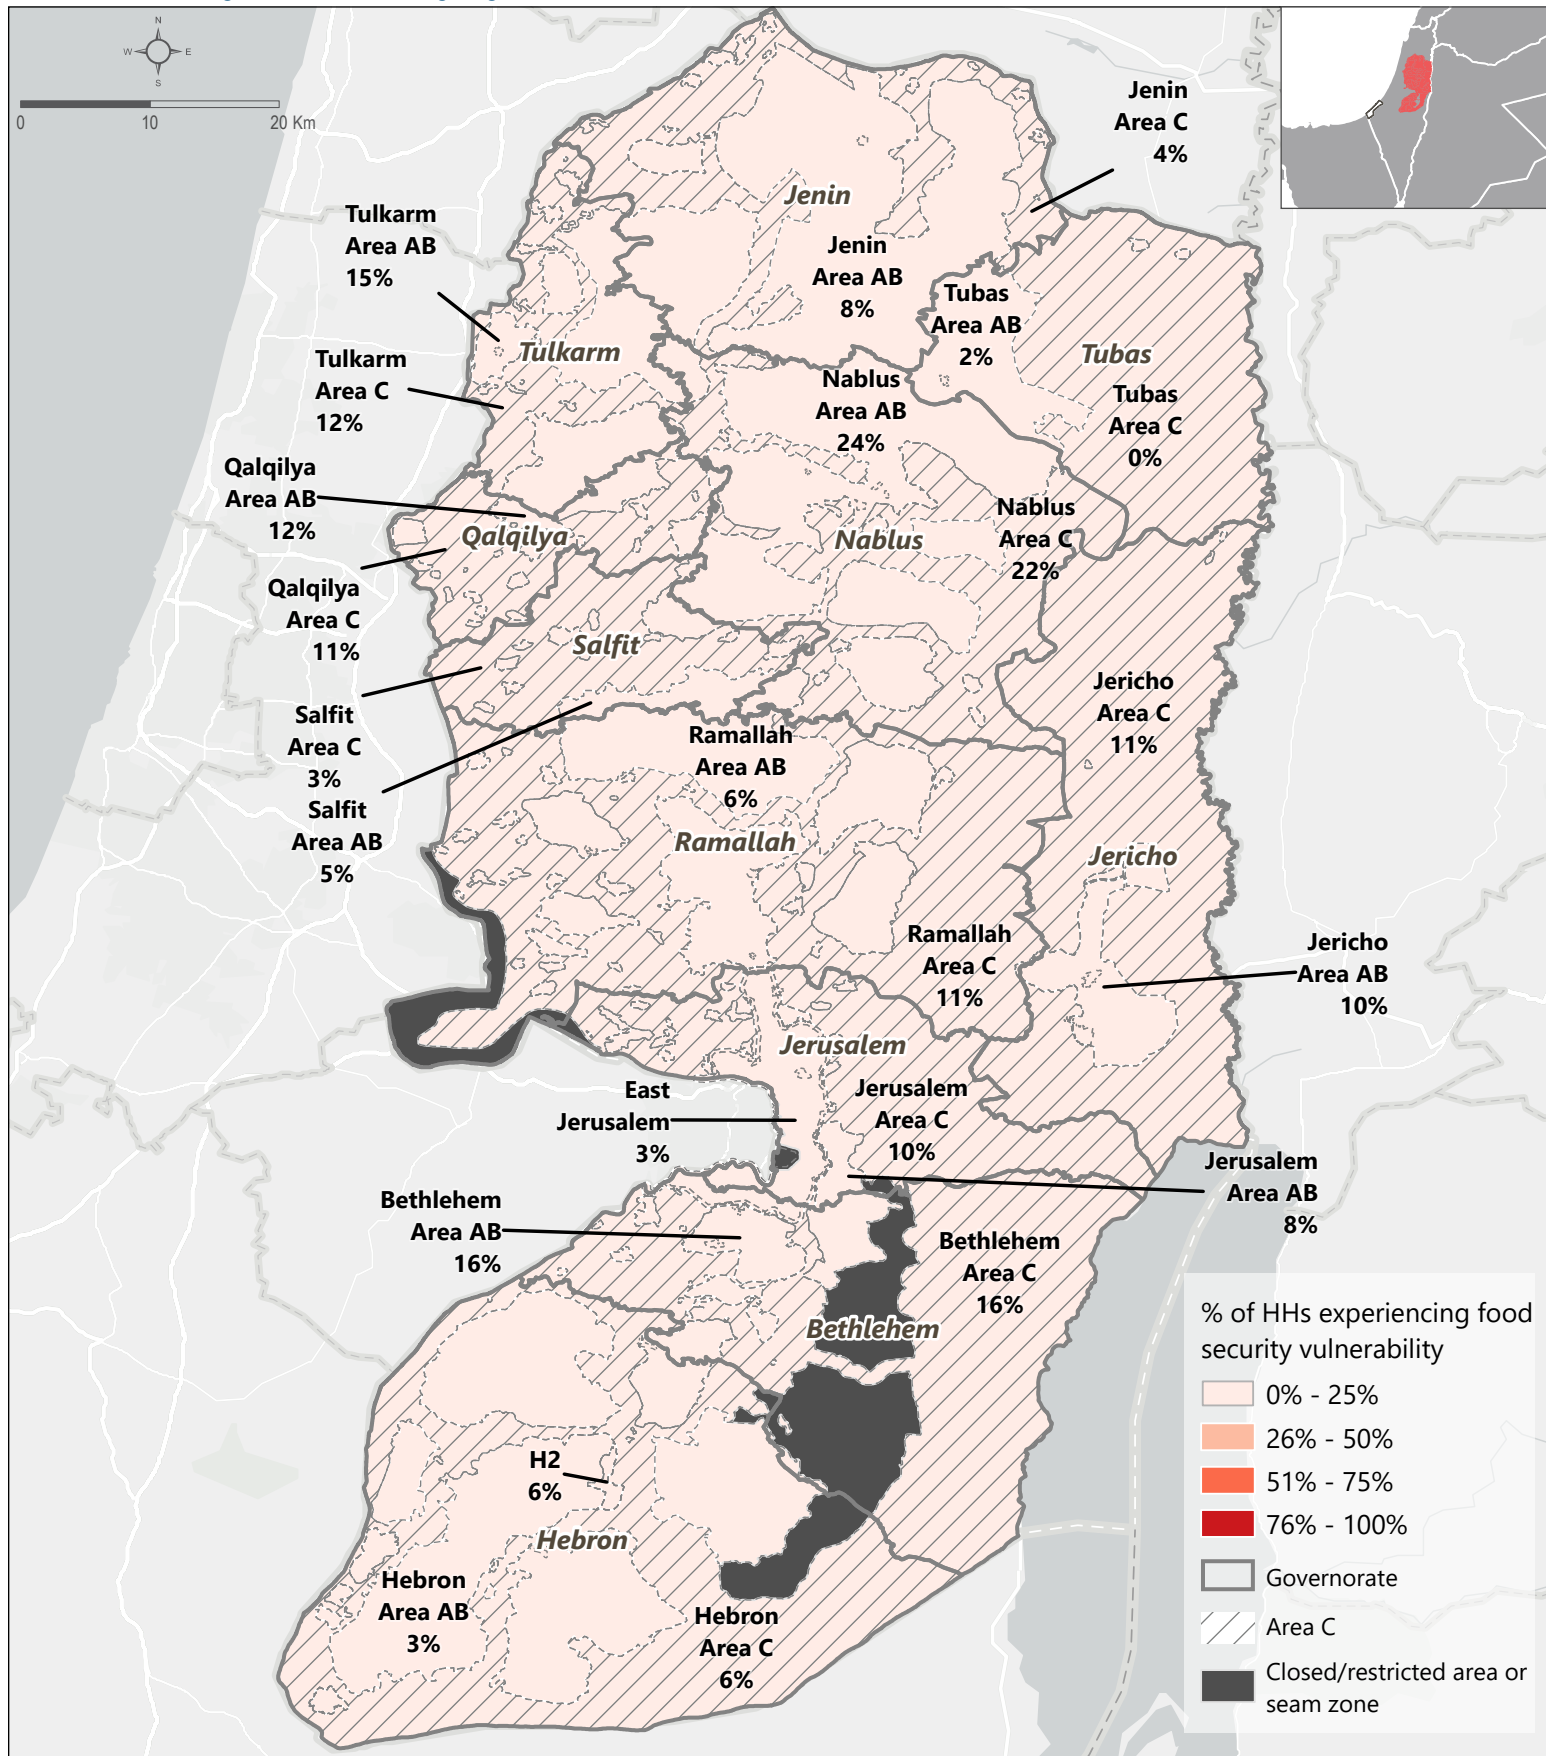 N
W
E
S
0
10
20 Km
Jenin
Area C
4%
Jenin
Tulkarm
Area AB
15%
Jenin
Area AB
8%
Tubas
Area AB
2%
Tulkarm
Tubas
Tulkarm
Area C
12%
Nablus
Area AB
24%
Tubas
Area C
0%
Qalqilya
Area AB
12%
Nablus
Area C
22%
Qalqilya
Nablus
Qalqilya
Area C
11%
Salfit
Jericho
Area C
11%
Salfit
Area C
3%
Ramallah
Area AB
6%
Salfit
Area AB
5%
Ramallah
Jericho
Ramallah
Area C
11%
Jericho
Area AB
10%
Jerusalem
East
Jerusalem
3%
Jerusalem
Area C
10%
Jerusalem
Area AB
8%
Bethlehem
Area AB
16%
Bethlehem
Area C
16%
Bethlehem
H2
6%
Hebron
Hebron
Area AB
3%
Hebron
Area C
6%
% of HHs experiencing food
security vulnerability
0% - 25%
26% - 50%
51% - 75%
76% - 100%
Governorate
Area C
Closed/restricted area or
seam zone